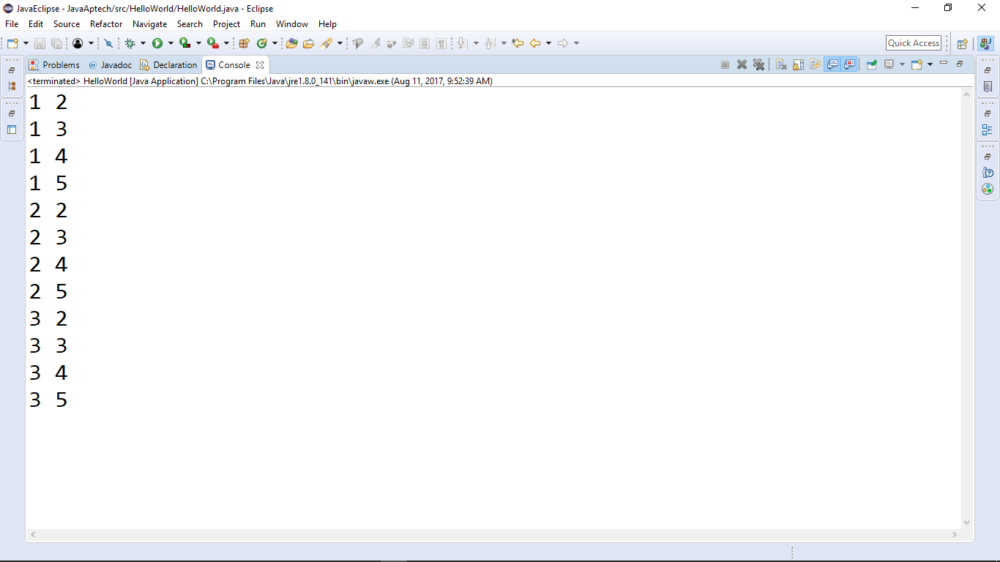 JavaEclipse - JavaAptech/src/HelloWorld/HelloWorld.java - Eclipse
File Edit Source Refactor Navigate Search Project Run Window Help
Quick Access
Problems @ Javadoc Declaration Console
<terminated> HelloWorld [Java Application] C:\Program Files\Java\jre1.8.0_141\bin\javaw.exe (Aug 11, 2017, 9:52:39 AM)
1 2
1 3
1 4
1 5
2 2
2 3
2 4
2 5
3 2
3 3
3 4
3 5